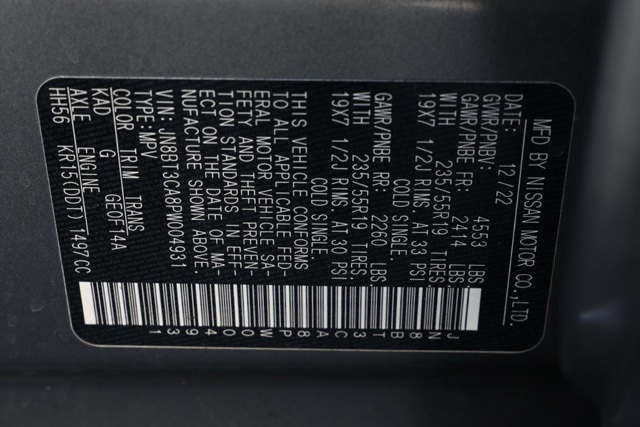 MFD BY NISSAN MOTOR CO.,LTD.
DATE: 12/22
GVWR/PNBV: 4553 LBS.
GAWR/PNBE FR: 2414 LBS.
WITH 235/55R19 TIRES
19X7 1/2J RIMS. AT 33 PSI
COLD SINGLE.
GAWR/PNBE RR: 2260 LBS.
WITH 235/55R19 TIRES
19X7 1/2J RIMS. AT 30 PSI
COLD SINGLE.
THIS VEHICLE CONFORMS
TO ALL APPLICABLE FED-
ERAL MOTOR VEHICLE SA-
FETY AND THEFT PREVEN-
TION STANDARDS IN EFF-
ECT ON THE DATE OF MA-
NUFACTURE SHOWN ABOVE.
VIN: JN8BT3CA8PW004931
TYPE: MPV
COLOR TRIM TRANS
KAD G GE0F14A
AXLE ENGINE
HH56 KR15(DDT) 1497CC
JN8BT3CA8PW004931